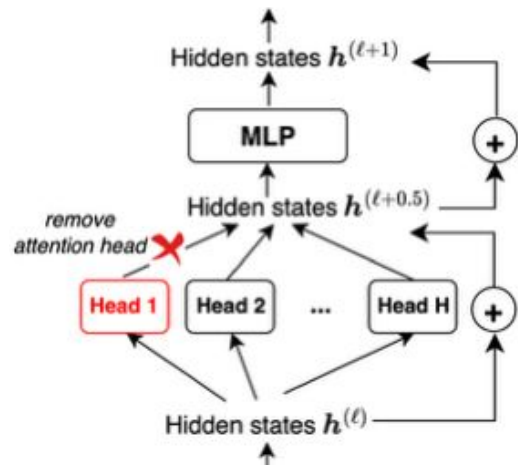 Hidden states h^(ℓ+1)
MLP
+
Hidden states h^(ℓ+0.5)
remove
attention head
Head 1 Head 2 ... Head H
+
Hidden states h^(ℓ)